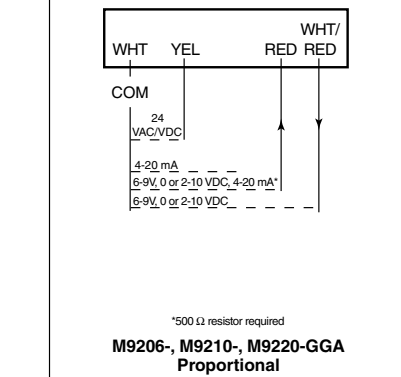 WHT/
WHT YEL RED RED
COM
24
VAC/VDC
4-20 mA
6-9V, 0 or 2-10 VDC, 4-20 mA*
6-9V, 0 or 2-10 VDC
*500 Ω resistor required
M9206-, M9210-, M9220-GGA
Proportional